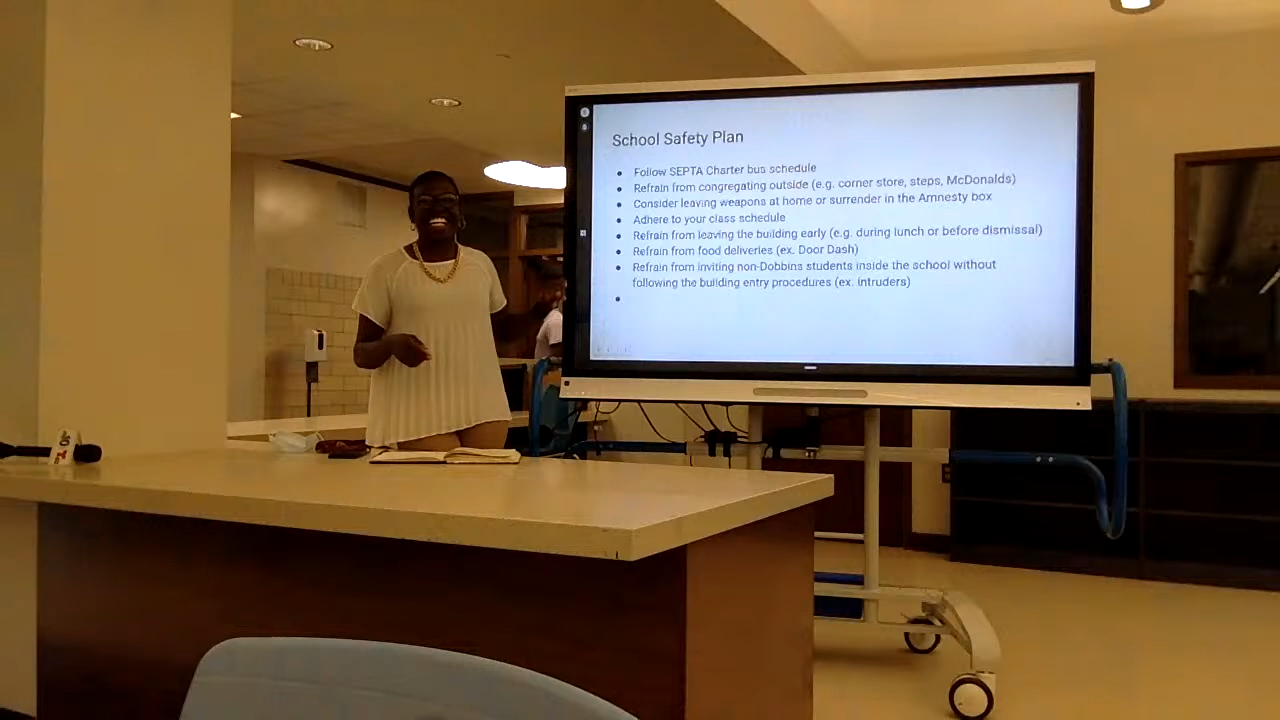 School Safety Plan
● Follow SEPTA Charter bus schedule
● Refrain from congregating outside (e.g. corner store, steps, McDonalds)
● Consider leaving weapons at home or surrender in the Amnesty box
● Adhere to your class schedule
● Refrain from leaving the building early (e.g. during lunch or before dismissal)
● Refrain from food deliveries (ex. Door Dash)
● Refrain from inviting non-Dobbins students inside the school without
following the building entry procedures (ex. intruders)
●